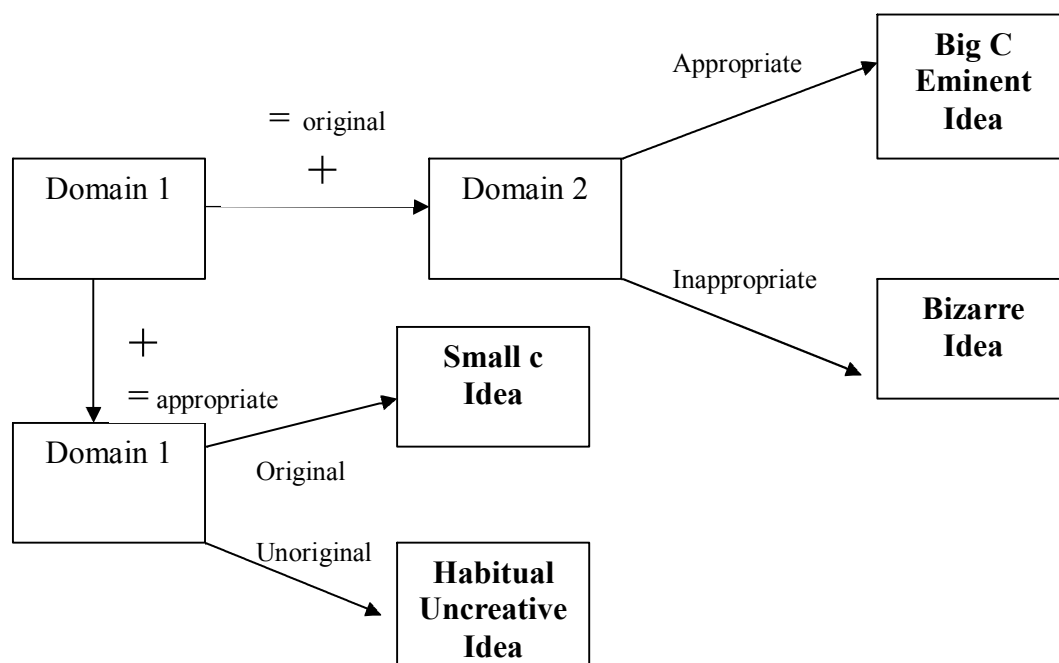 Big C
Eminent
Idea
Appropriate
= original
+
Domain 1
Domain 2
Inappropriate
Bizarre
Idea
+
= appropriate
Small c
Idea
Domain 1
Original
Unoriginal
Habitual
Uncreative
Idea